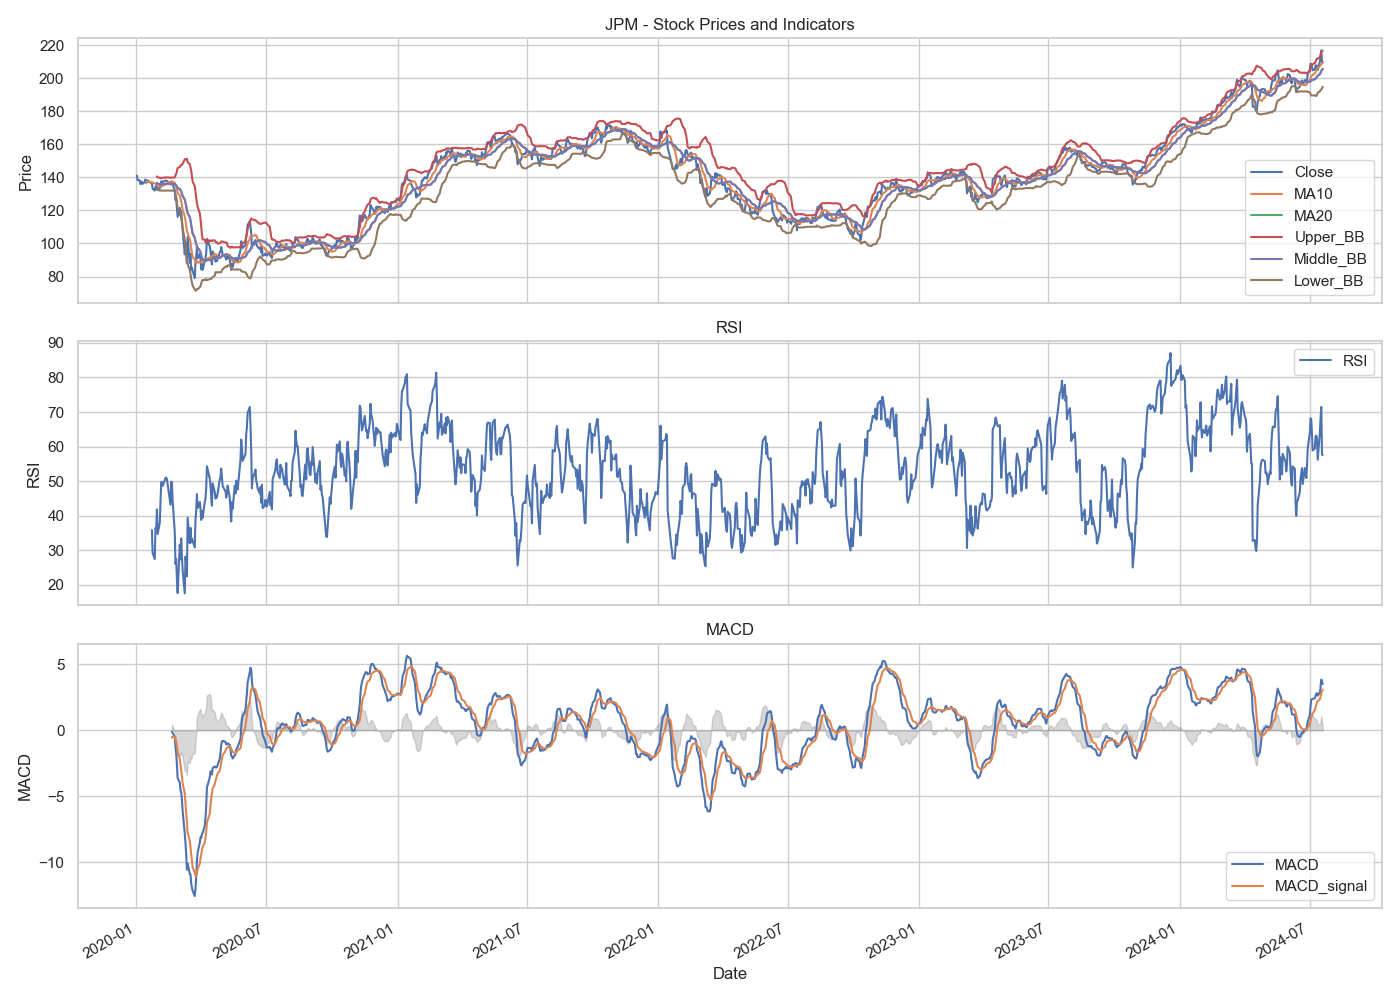 JPM - Stock Prices and Indicators
220
200
180
160
140
120
100
80
Price
Close
MA10
MA20
Upper_BB
Middle_BB
Lower_BB
RSI
90
80
70
60
50
40
30
20
RSI
RSI
MACD
5
0
−5
−10
MACD
MACD
MACD_signal
2020-01
2020-07
2021-01
2021-07
2022-01
2022-07
2023-01
2023-07
2024-01
2024-07
Date